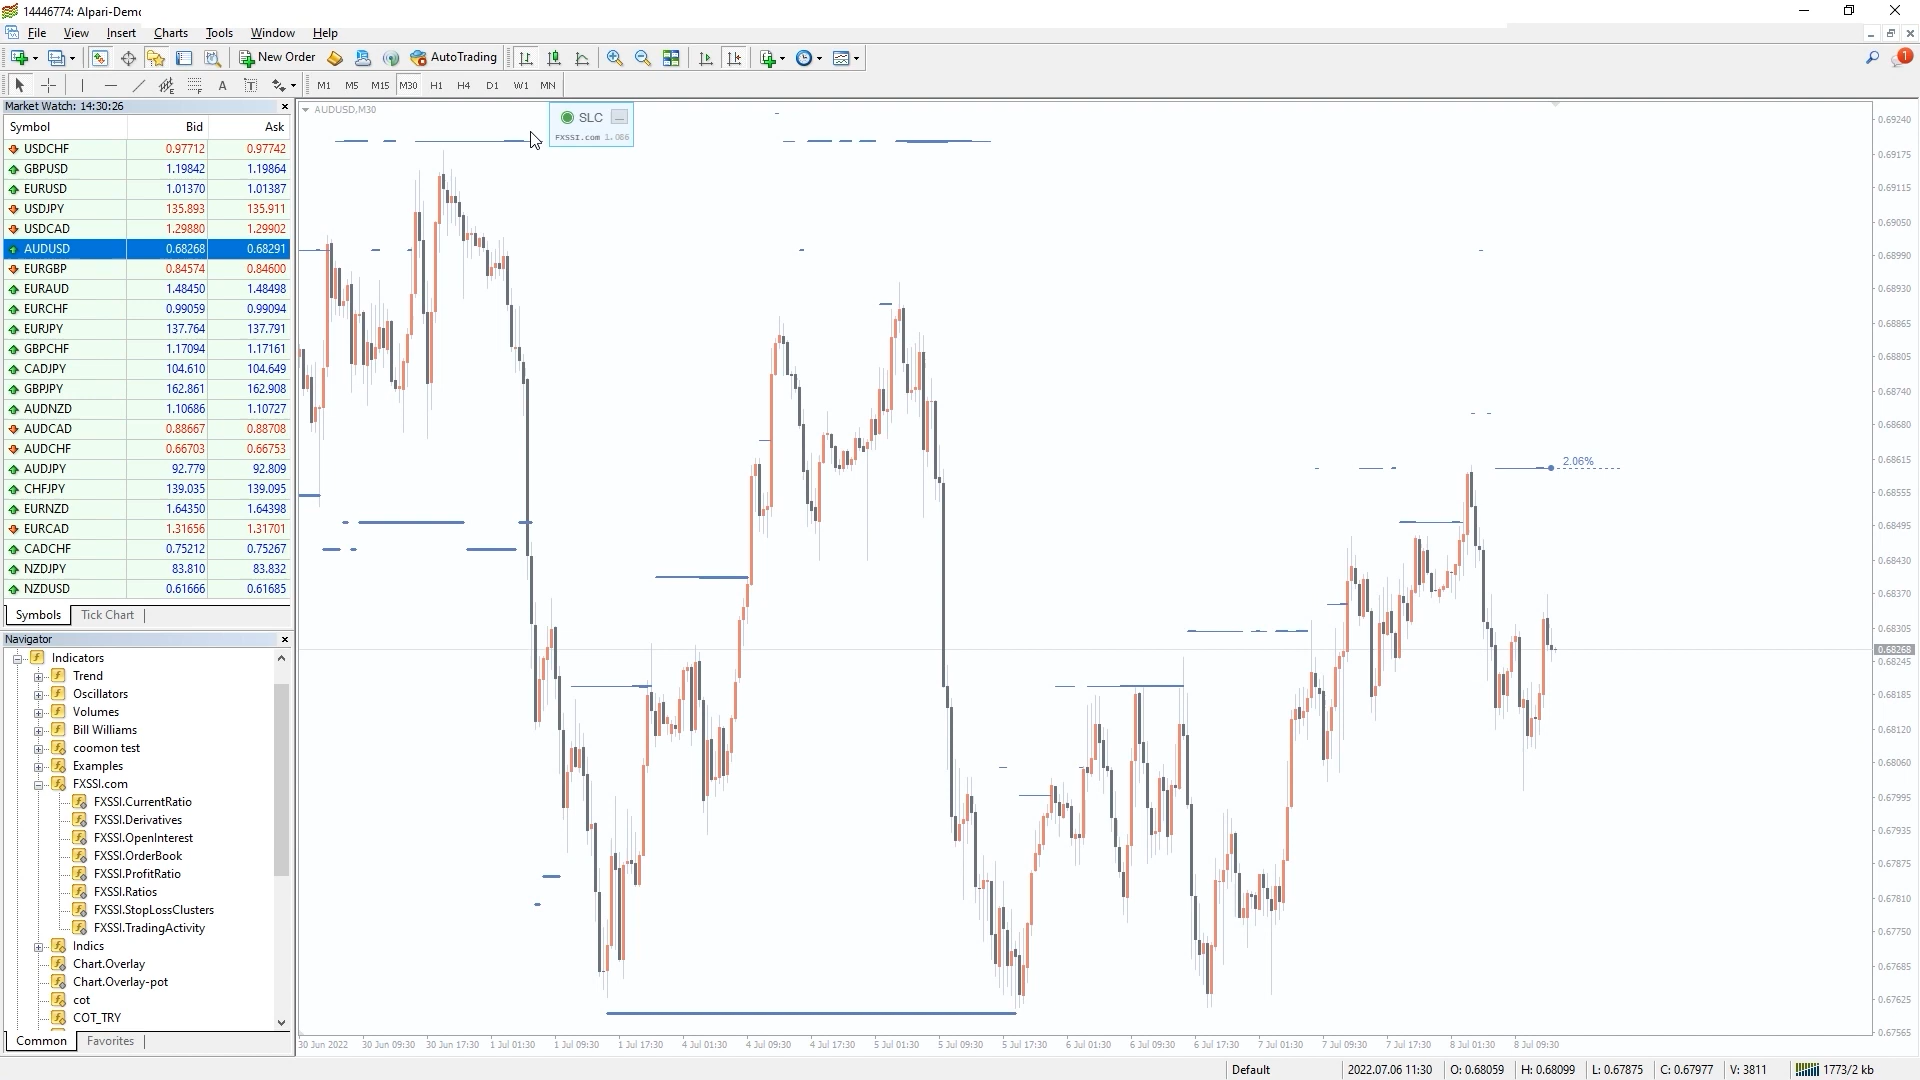 14446774: Alpari-Demo
File View Insert Charts Tools Window Help
New Order AutoTrading 1
A T M1 M5 M15 M30 H1 H4 D1 W1 MN
Market Watch: 14:30:26
Symbol Bid Ask
USDCHF 0.97712 0.97742
GBPUSD 1.19842 1.19864
EURUSD 1.01370 1.01387
USDJPY 135.893 135.911
USDCAD 1.29880 1.29902
AUDUSD 0.68268 0.68291
EURGBP 0.84574 0.84600
EURAUD 1.48450 1.48498
EURCHF 0.99059 0.99094
EURJPY 137.764 137.791
GBPCHF 1.17094 1.17161
CADJPY 104.610 104.649
GBPJPY 162.861 162.908
AUDNZD 1.10686 1.10727
AUDCAD 0.88667 0.88708
AUDCHF 0.66703 0.66753
AUDJPY 92.779 92.809
CHFJPY 139.035 139.095
EURNZD 1.64350 1.64398
EURCAD 1.31656 1.31701
CADCHF 0.75212 0.75267
NZDJPY 83.810 83.832
NZDUSD 0.61666 0.61685
Symbols Tick Chart
Navigator
Indicators
Trend
Oscillators
Volumes
Bill Williams
coomon test
Examples
FXSSI.com
FXSSI.CurrentRatio
FXSSI.Derivatives
FXSSI.OpenInterest
FXSSI.OrderBook
FXSSI.ProfitRatio
FXSSI.Ratios
FXSSI.StopLossClusters
FXSSI.TradingActivity
Indics
Chart.Overlay
Chart.Overlay-pot
cot
COT_TRY
Common Favorites
AUDUSD,M30
SLC
FXSSI.com 1.086
2.06%
0.69240
0.69175
0.69115
0.69050
0.68990
0.68930
0.68865
0.68805
0.68740
0.68680
0.68615
0.68555
0.68495
0.68430
0.68370
0.68305
0.68268
0.68245
0.68185
0.68120
0.68060
0.67995
0.67935
0.67875
0.67810
0.67750
0.67685
0.67625
0.67565
30 Jun 2022 30 Jun 09:30 30 Jun 17:30 1 Jul 01:30 1 Jul 09:30 1 Jul 17:30 4 Jul 01:30 4 Jul 09:30 4 Jul 17:30 5 Jul 01:30 5 Jul 09:30 5 Jul 17:30 6 Jul 01:30 6 Jul 09:30 6 Jul 17:30 7 Jul 01:30 7 Jul 09:30 7 Jul 17:30 8 Jul 01:30 8 Jul 09:30
Default 2022.07.06 11:30 O: 0.68059 H: 0.68099 L: 0.67875 C: 0.67977 V: 3811 1773/2 kb